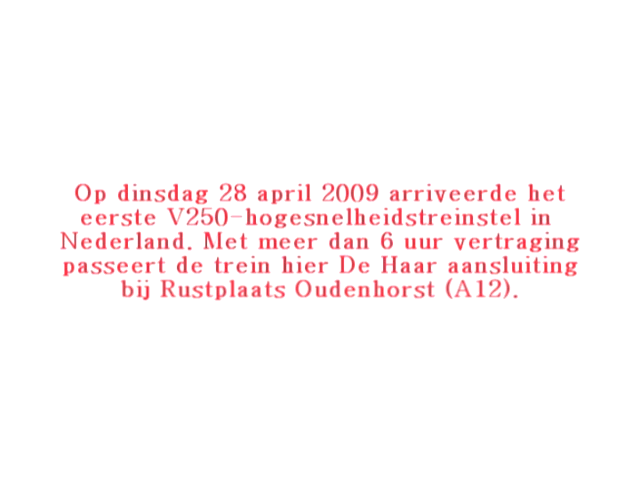 Op dinsdag 28 april 2009 arriveerde het
eerste V250-hogesnelheidstreinstel in
Nederland. Met meer dan 6 uur vertraging
passeert de trein hier De Haar aansluiting
bij Rustplaats Oudenhorst (A12).